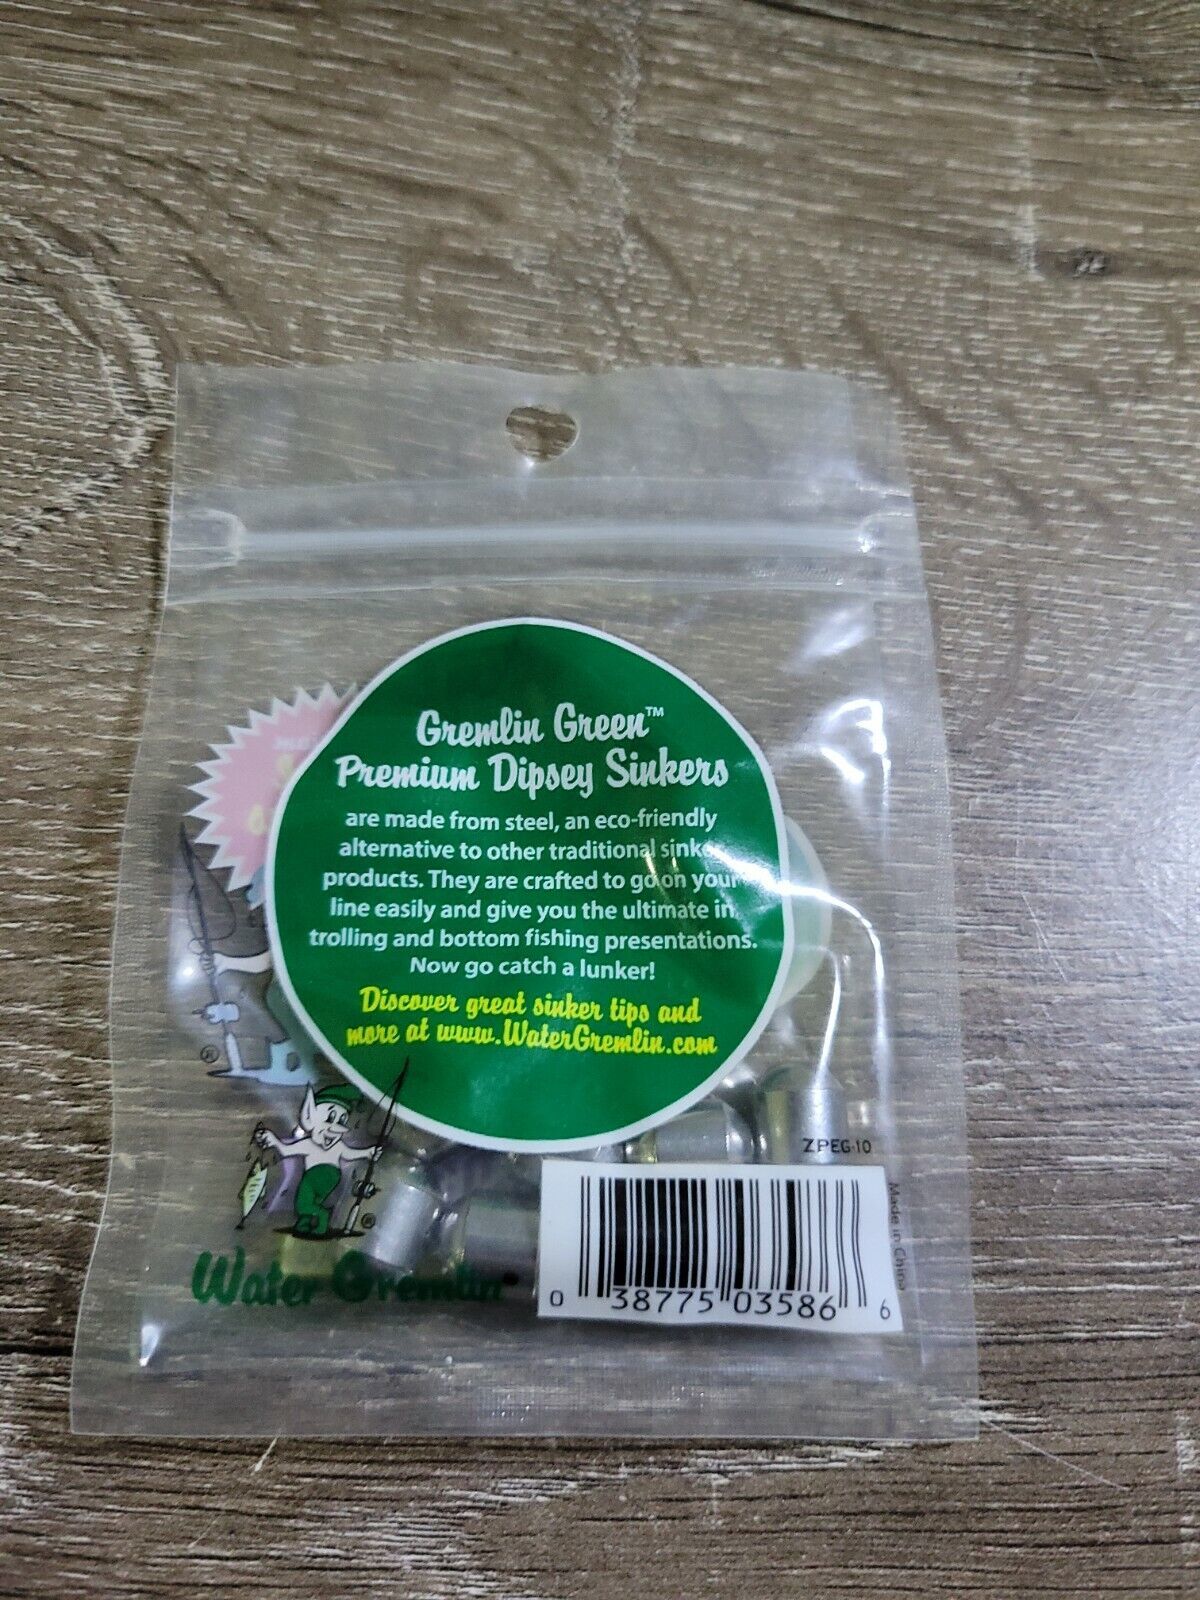 Gremlin Green™
Premium Dipsey Sinkers
are made from steel, an eco-friendly
alternative to other traditional
products. They are crafted to go on your
line easily and give you the ultimate in
trolling and bottom fishing presentations.
Now go catch a lunker!
Discover great sinker tips and
more at www.WaterGremlin.com
®
®
ZPEG-10
Water Gremlin
0 38775 03586 6
Made in China